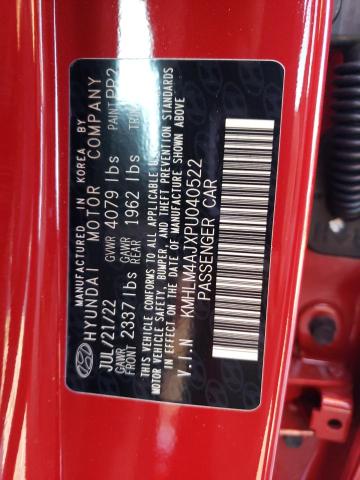 MANUFACTURED IN KOREA BY
HYUNDAI MOTOR COMPANY
JUL/21/22 GVWR 4079 lbs PAINT PR2
GAWR FRONT 2337 lbs GAWR REAR 1962 lbs
THIS VEHICLE CONFORMS TO ALL APPLICABLE U.S. FEDERAL
MOTOR VEHICLE SAFETY, BUMPER, AND THEFT PREVENTION STANDARDS
IN EFFECT ON THE DATE OF MANUFACTURE SHOWN ABOVE
V.I.N KMHLM4AJXPU040522
PASSENGER CAR